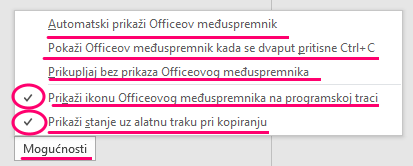 Automatski prikaži Officeov međuspremnik
Pokaži Officeov međuspremnik kada se dvaput pritisne Ctrl+C
Prikupljaj bez prikaza Officeovog međuspremnika
Prikaži ikonu Officeovog međuspremnika na programskoj traci
Prikaži stanje uz alatnu traku pri kopiranju
Mogućnosti